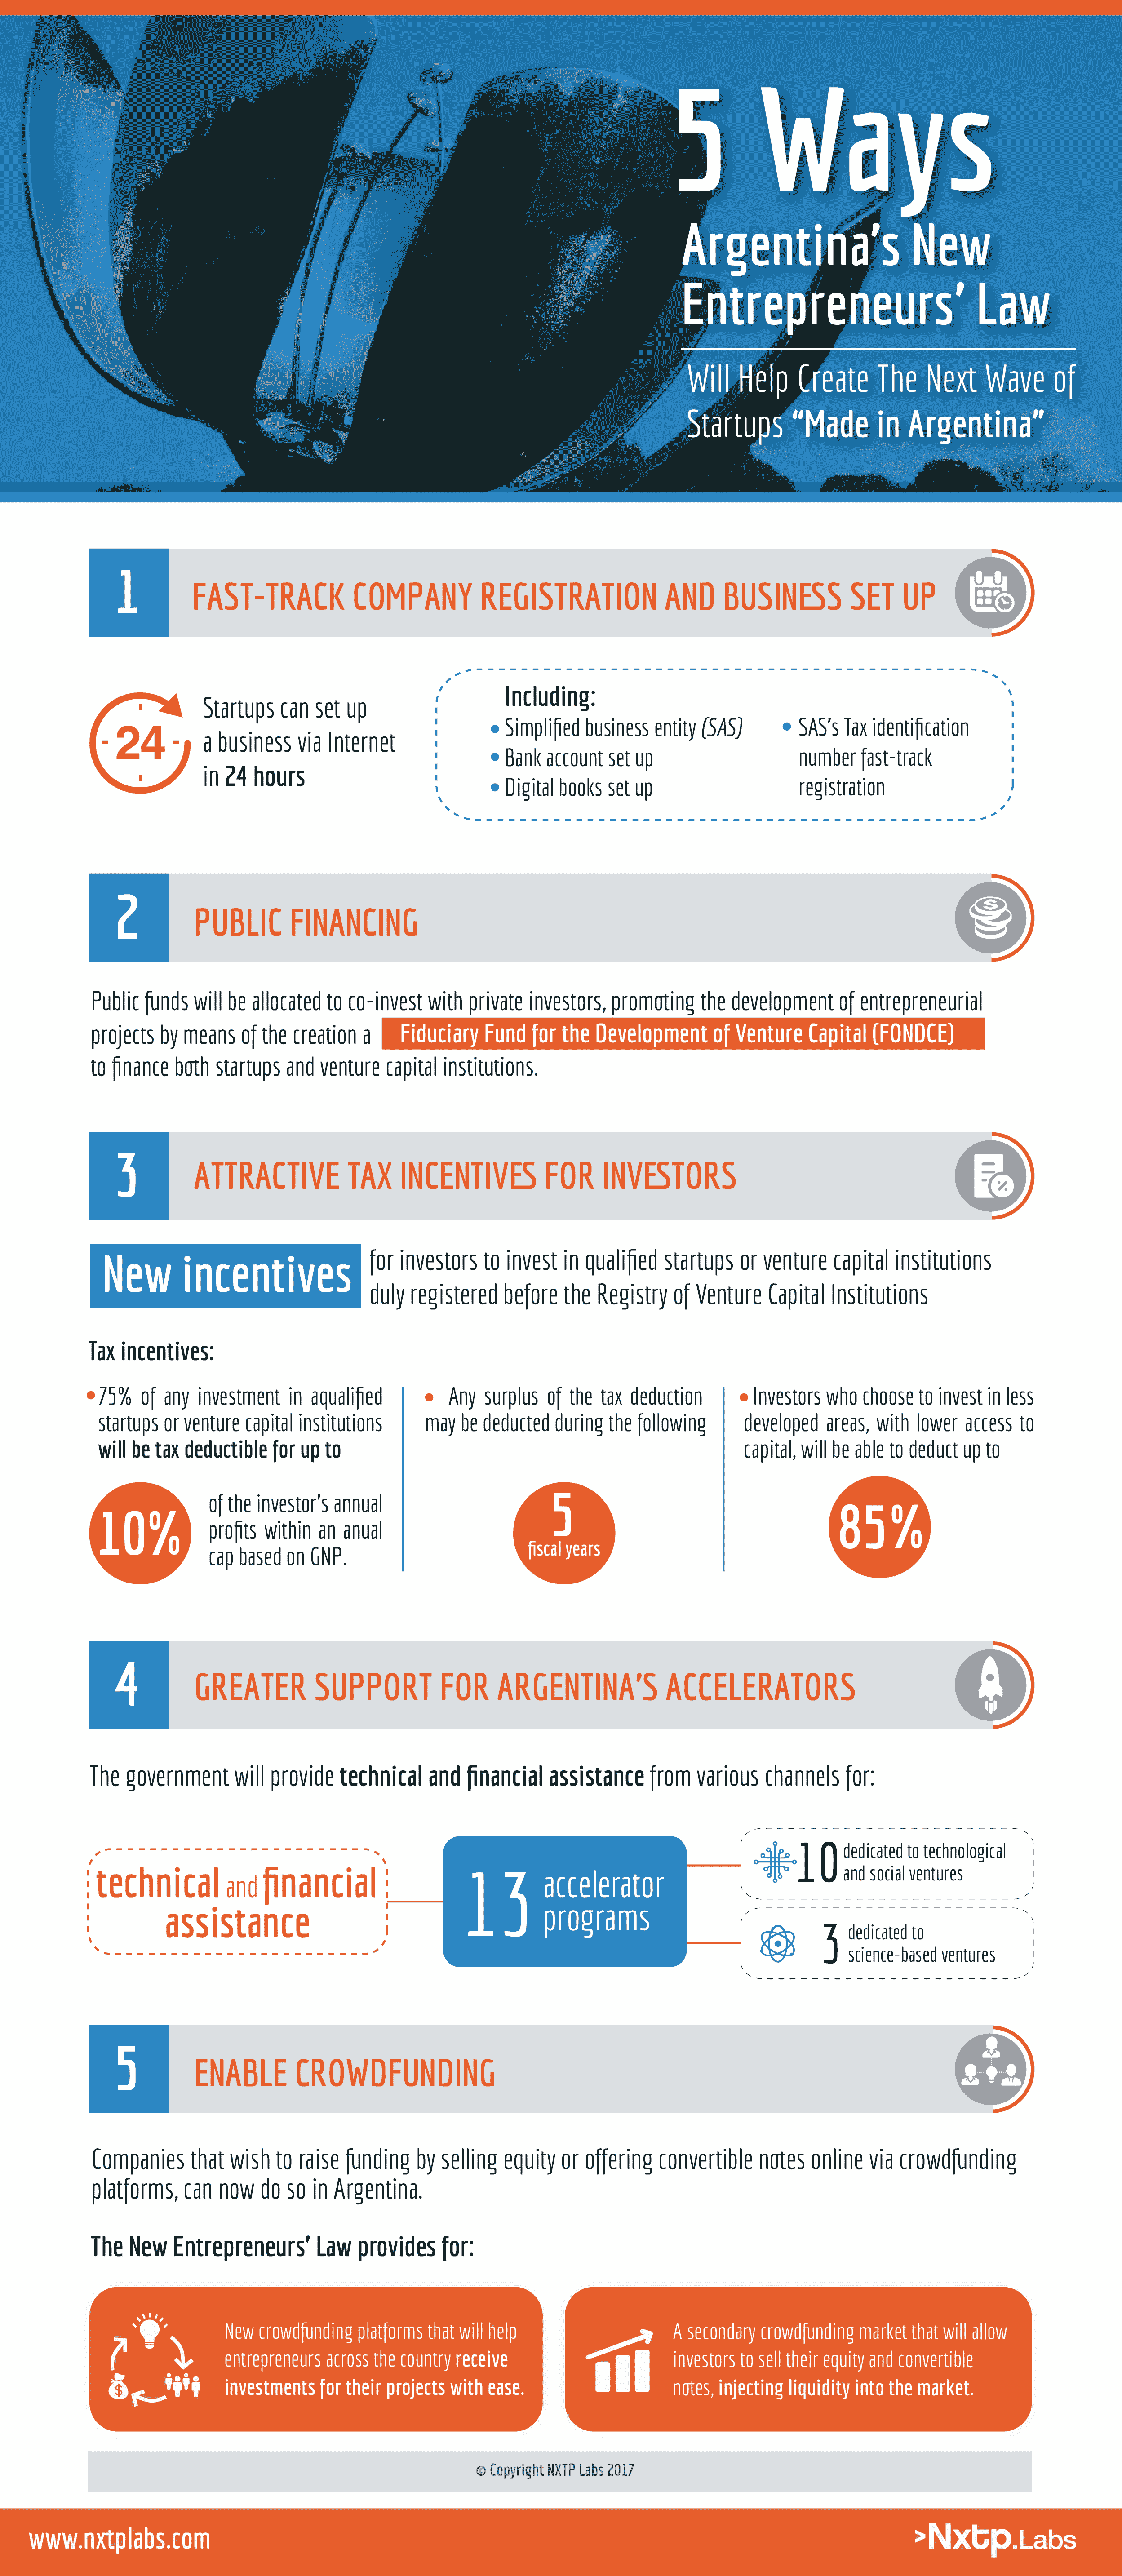 5 Ways
Argentina's New
Entrepreneurs' Law
Will Help Create The Next Wave of
Startups "Made in Argentina"
1
FAST-TRACK COMPANY REGISTRATION AND BUSINESS SET UP
24
Startups can set up
a business via Internet
in 24 hours
Including:
• Simplified business entity (SAS)
• Bank account set up
• Digital books set up
• SAS's Tax identification
number fast-track
registration
2
PUBLIC FINANCING
Public funds will be allocated to co-invest with private investors, promoting the development of entrepreneurial
projects by means of the creation a Fiduciary Fund for the Development of Venture Capital (FONDCE)
to finance both startups and venture capital institutions.
3
ATTRACTIVE TAX INCENTIVES FOR INVESTORS
New incentives
for investors to invest in qualified startups or venture capital institutions
duly registered before the Registry of Venture Capital Institutions
Tax incentives:
• 75% of any investment in aqualified
startups or venture capital institutions
will be tax deductible for up to
10%
of the investor's annual
profits within an anual
cap based on GNP.
• Any surplus of the tax deduction
may be deducted during the following
5
fiscal years
• Investors who choose to invest in less
developed areas, with lower access to
capital, will be able to deduct up to
85%
4
GREATER SUPPORT FOR ARGENTINA'S ACCELERATORS
The government will provide technical and financial assistance from various channels for:
technical and financial
assistance
13 accelerator
programs
10 dedicated to technological
and social ventures
3 dedicated to
science-based ventures
5
ENABLE CROWDFUNDING
Companies that wish to raise funding by selling equity or offering convertible notes online via crowdfunding
platforms, can now do so in Argentina.
The New Entrepreneurs' Law provides for:
New crowdfunding platforms that will help
entrepreneurs across the country receive
investments for their projects with ease.
A secondary crowdfunding market that will allow
investors to sell their equity and convertible
notes, injecting liquidity into the market.
© Copyright NXTP Labs 2017
www.nxtplabs.com
>Nxtp.Labs